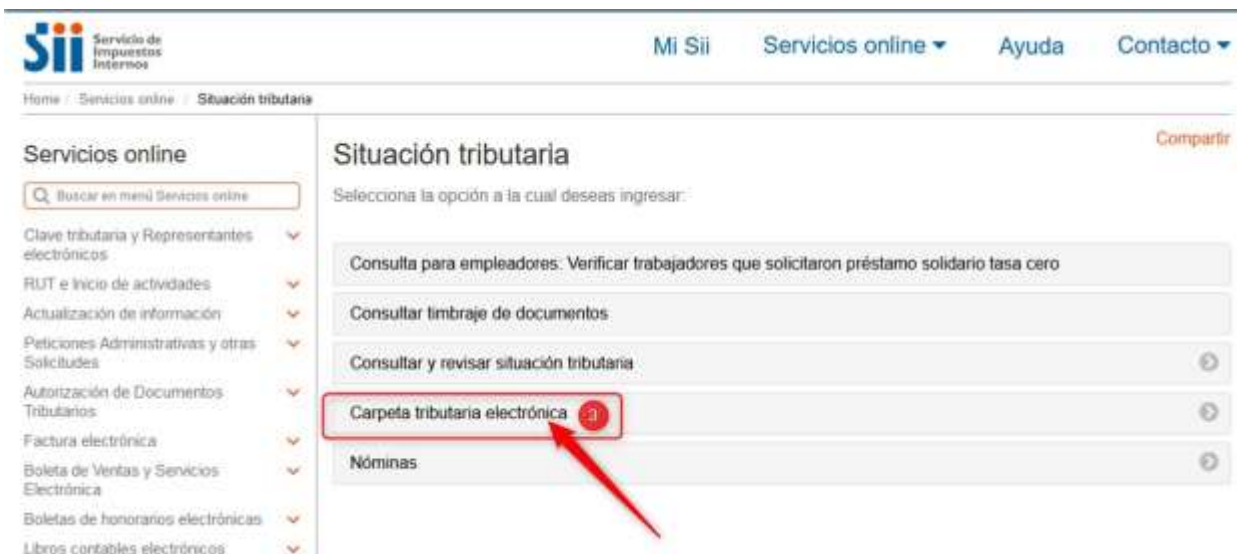 Sii Servicio de
Impuestos
Internos
Mi Sii Servicios online Ayuda Contacto
Home / Servicios online / Situación tributaria
Servicios online
Buscar en menú Servicios online
Clave tributaria y Representantes
electrónicos
RUT e Inicio de actividades
Actualización de información
Peticiones Administrativas y otras
Solicitudes
Autorización de Documentos
Tributarios
Factura electrónica
Boleta de Ventas y Servicios
Electrónica
Boletas de honorarios electrónicas
Libros contables electrónicos
Compartir
Situación tributaria
Selecciona la opción a la cual deseas ingresar:
Consulta para empleadores. Verificar trabajadores que solicitaron préstamo solidario tasa cero
Consultar timbraje de documentos
Consultar y revisar situación tributaria
Carpeta tributaria electrónica 3
Nóminas